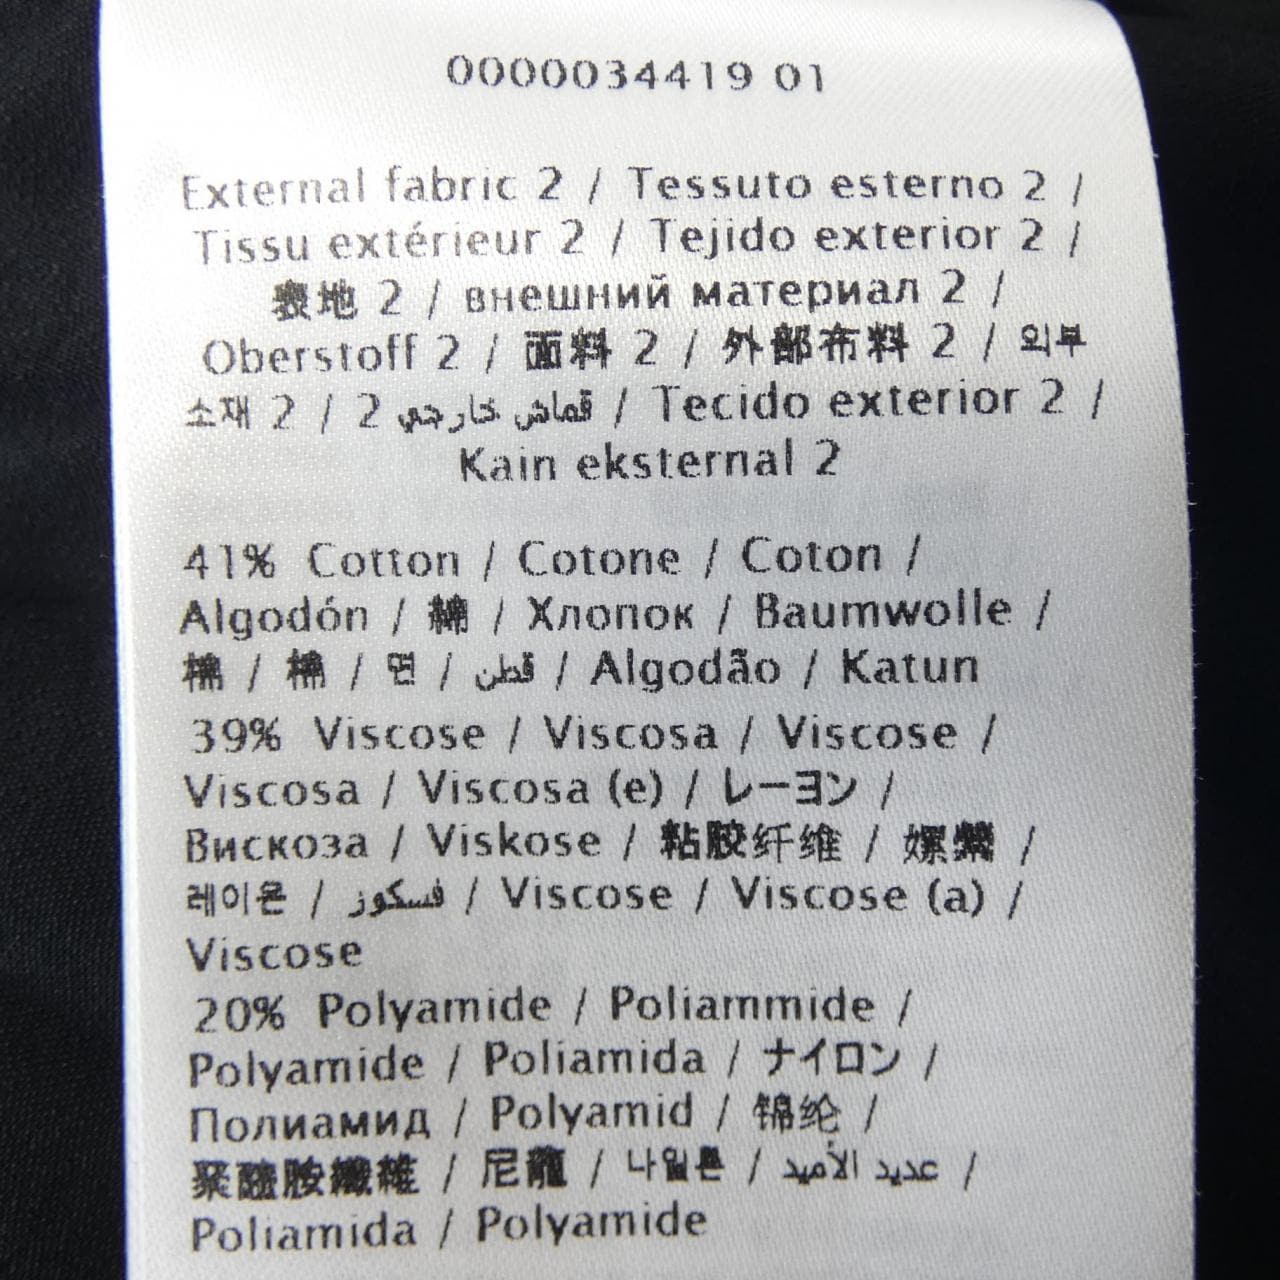 0000034419 01
External fabric 2 / Tessuto esterno 2 /
Tissu extérieur 2 / Tejido exterior 2 /
表地 2 / внешний материал 2 /
Oberstoff 2 / 面料 2 / 外部布料 2 / 외부
소재 2 / قماش خارجي 2 / Tecido exterior 2 /
Kain eksternal 2
41% Cotton / Cotone / Coton /
Algodón / 綿 / Хлопок / Baumwolle /
棉 / 棉 / 면 / قطن / Algodão / Katun
39% Viscose / Viscosa / Viscose /
Viscosa / Viscosa (e) / レーヨン /
Вискоза / Viskose / 粘胶纤维 / 嫘縈 /
레이온 / فسكوز / Viscose / Viscose (a) /
Viscose
20% Polyamide / Poliammide /
Polyamide / Poliamida / ナイロン /
Полиамид / Polyamid / 锦纶 /
聚醯胺纖維 / 尼龍 / 나일론 / عديد الأميد /
Poliamida / Polyamide